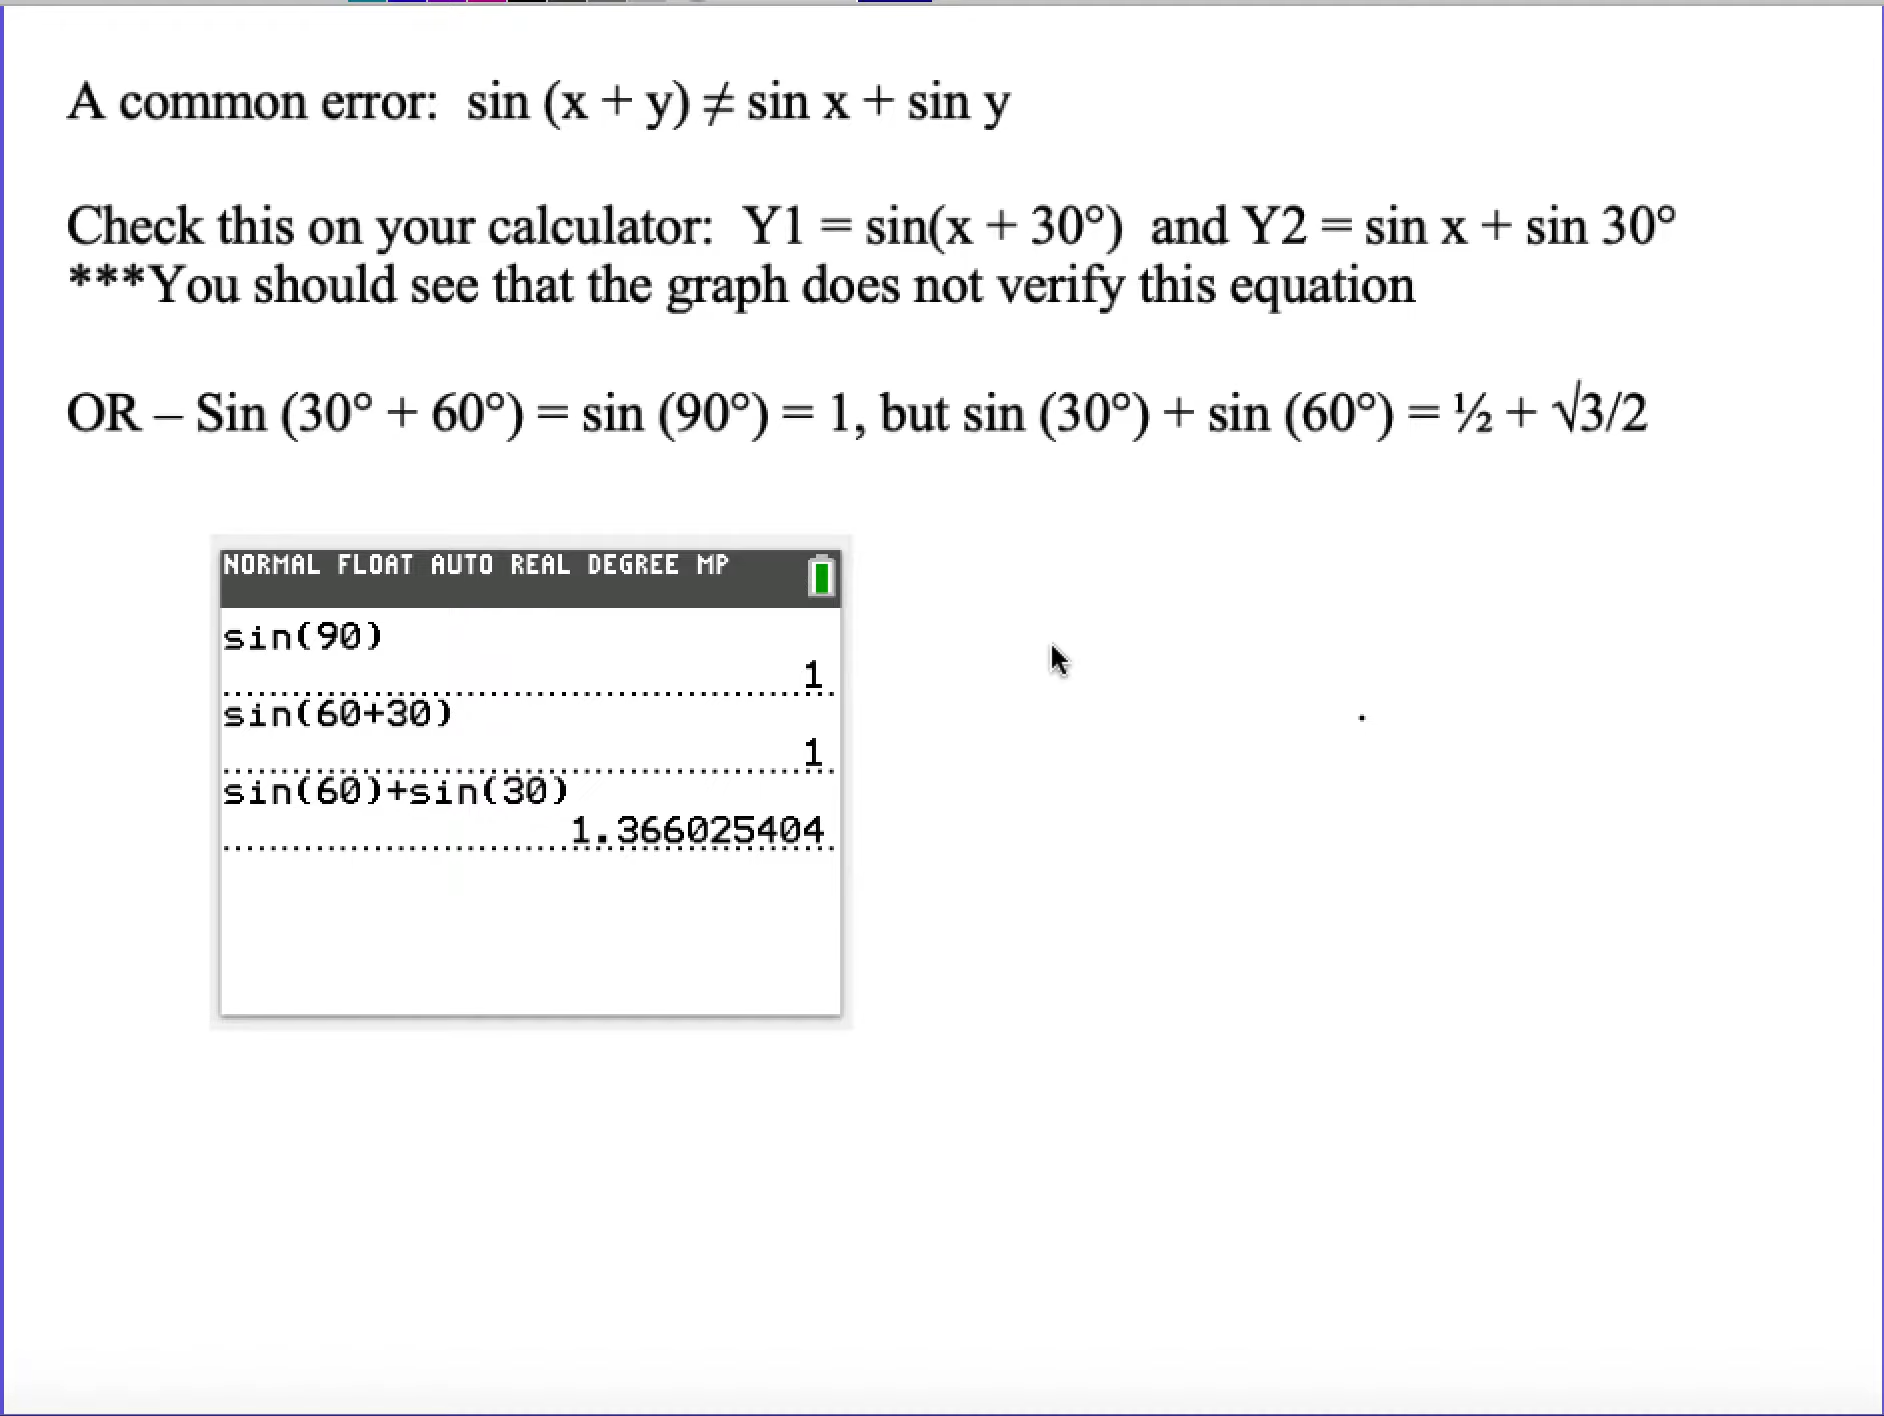 A common error:  sin (x + y) ≠ sin x + sin y
Check this on your calculator:  Y1 = sin(x + 30°)  and Y2 = sin x + sin 30°
***You should see that the graph does not verify this equation
OR – Sin (30° + 60°) = sin (90°) = 1, but sin (30°) + sin (60°) = ½ + √3/2
NORMAL FLOAT AUTO REAL DEGREE MP
sin(90)
1
sin(60+30)
1
sin(60)+sin(30)
1.366025404